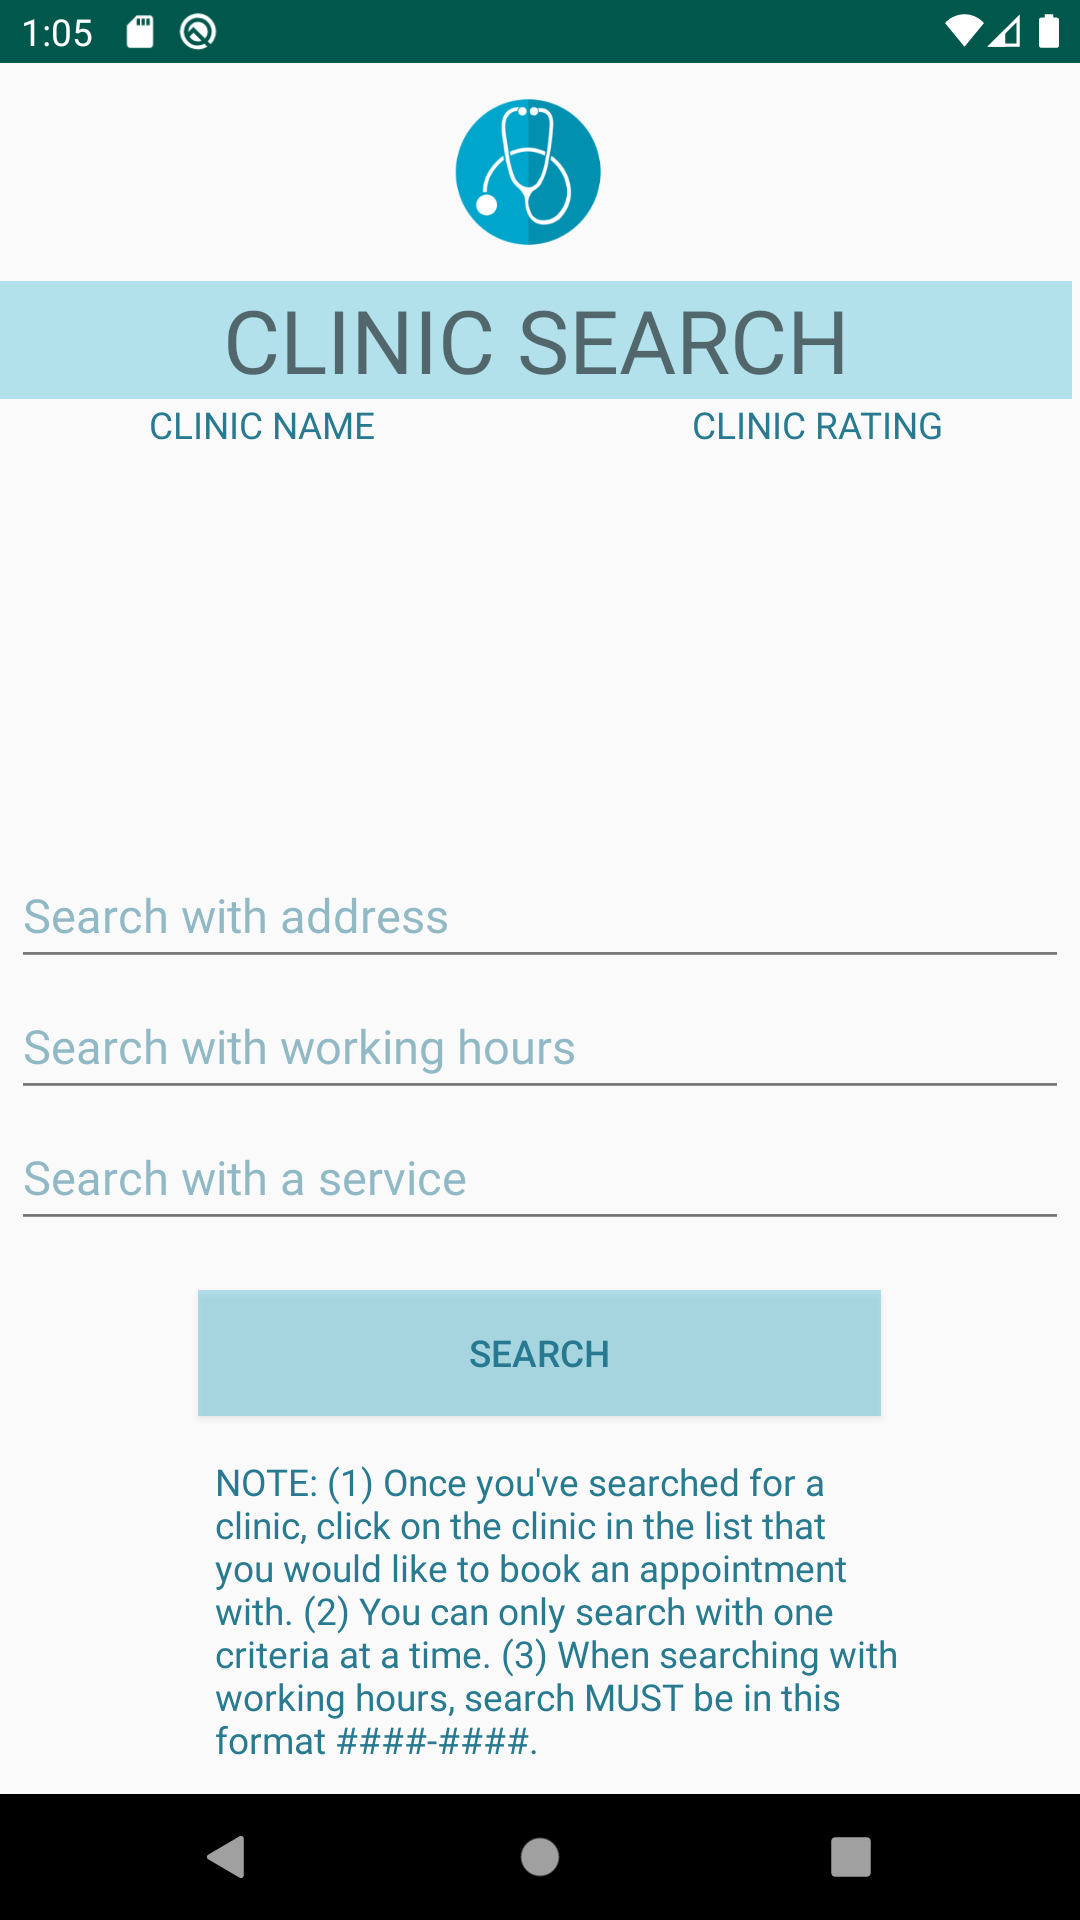 1:05
CLINIC SEARCH
CLINIC NAME CLINIC RATING
Search with address
Search with working hours
Search with a service
SEARCH
NOTE: (1) Once you've searched for a
clinic, click on the clinic in the list that
you would like to book an appointment
with. (2) You can only search with one
criteria at a time. (3) When searching with
working hours, search MUST be in this
format ####-####.